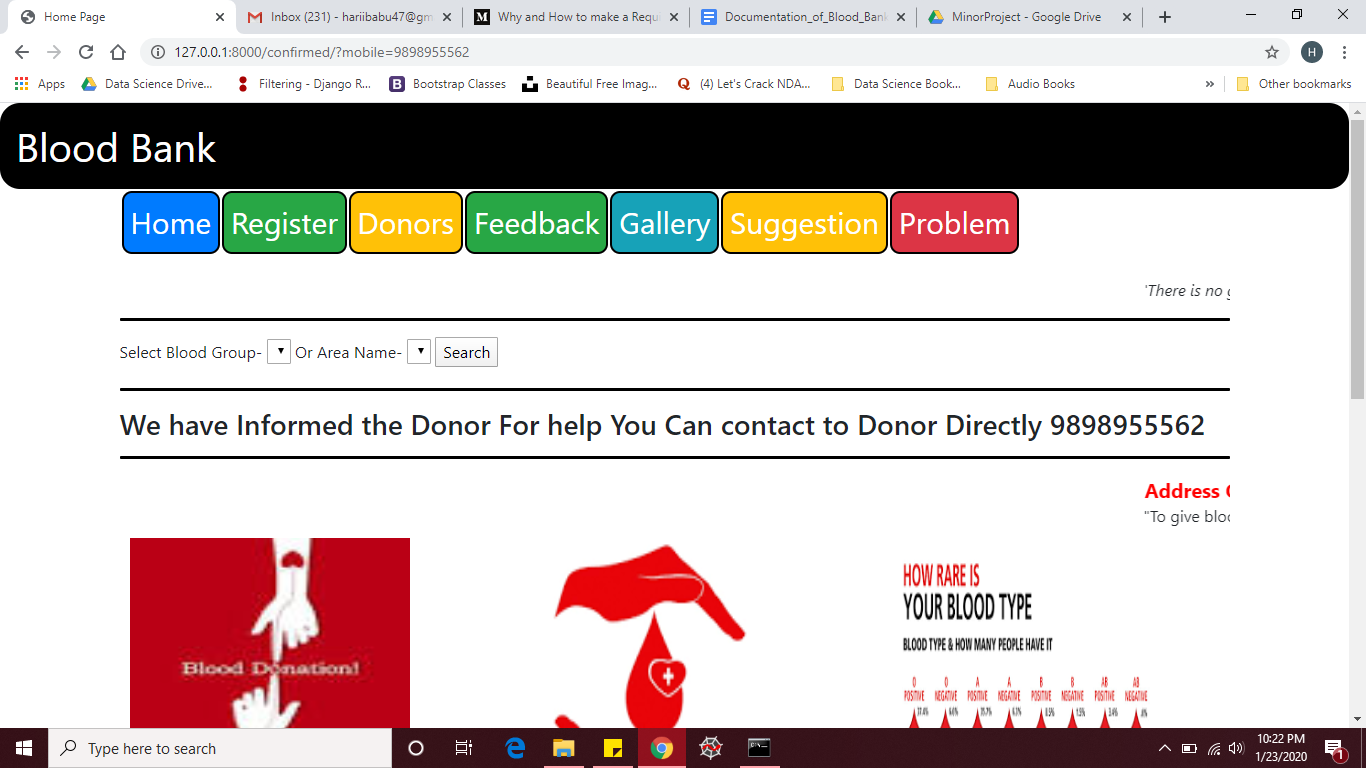 Home Page
Inbox (231) - hariibabu47@gm
Why and How to make a Requ
Documentation_of_Blood_Bank
MinorProject - Google Drive
127.0.0.1:8000/confirmed/?mobile=9898955562
H
Apps
Data Science Drive...
Filtering - Django R...
Bootstrap Classes
Beautiful Free Imag...
(4) Let's Crack NDA...
Data Science Book...
Audio Books
»
Other bookmarks
Blood Bank
Home Register Donors Feedback Gallery Suggestion Problem
'There is no g
Select Blood Group- Or Area Name- Search
We have Informed the Donor For help You Can contact to Donor Directly 9898955562
Address
"To give bloo
Blood Donation!
HOW RARE IS
YOUR BLOOD TYPE
BLOOD TYPE & HOW MANY PEOPLE HAVE IT
O O A A B B AB AB
POSITIVE NEGATIVE POSITIVE NEGATIVE POSITIVE NEGATIVE POSITIVE NEGATIVE
37.4% 6.6% 35.7% 6.3% 8.5% 1.5% 3.4% .6%
Type here to search
10:22 PM
1/23/2020
1